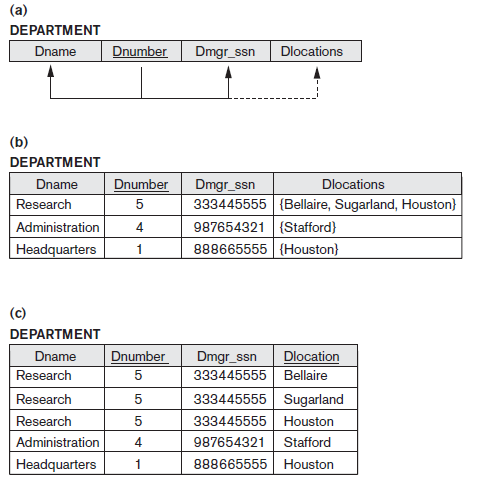 (a)
DEPARTMENT
Dname Dnumber Dmgr_ssn Dlocations
(b)
DEPARTMENT
Dname Dnumber Dmgr_ssn Dlocations
Research 5 333445555 {Bellaire, Sugarland, Houston}
Administration 4 987654321 {Stafford}
Headquarters 1 888665555 {Houston}
(c)
DEPARTMENT
Dname Dnumber Dmgr_ssn Dlocation
Research 5 333445555 Bellaire
Research 5 333445555 Sugarland
Research 5 333445555 Houston
Administration 4 987654321 Stafford
Headquarters 1 888665555 Houston